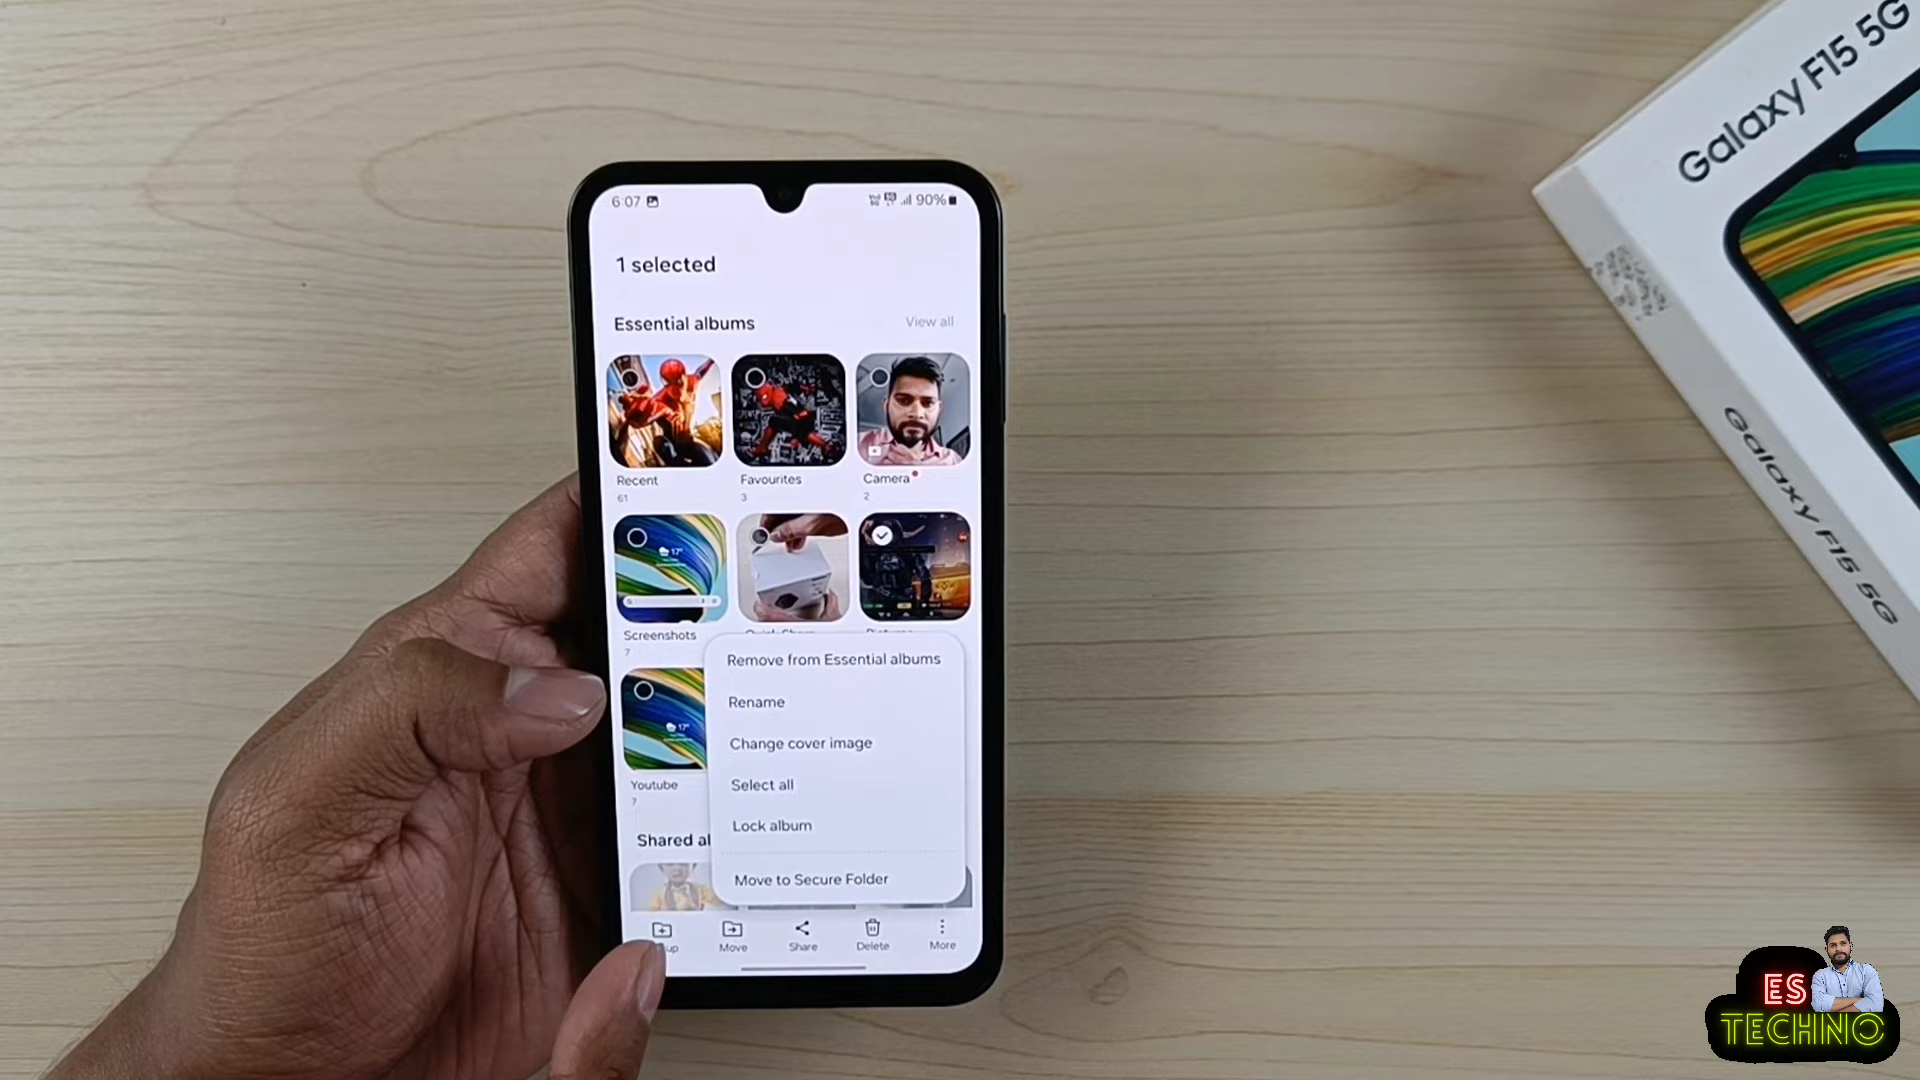 6:07
90%
1 selected
Essential albums
View all
Recent
61
Favourites
3
Camera
2
Screenshots
7
Youtube
7
Remove from Essential albums
Rename
Change cover image
Select all
Lock album
Move to Secure Folder
Shared al
Move
Share
Delete
More
Galaxy F15 5G
Galaxy F15 5G
ES
TECHNO